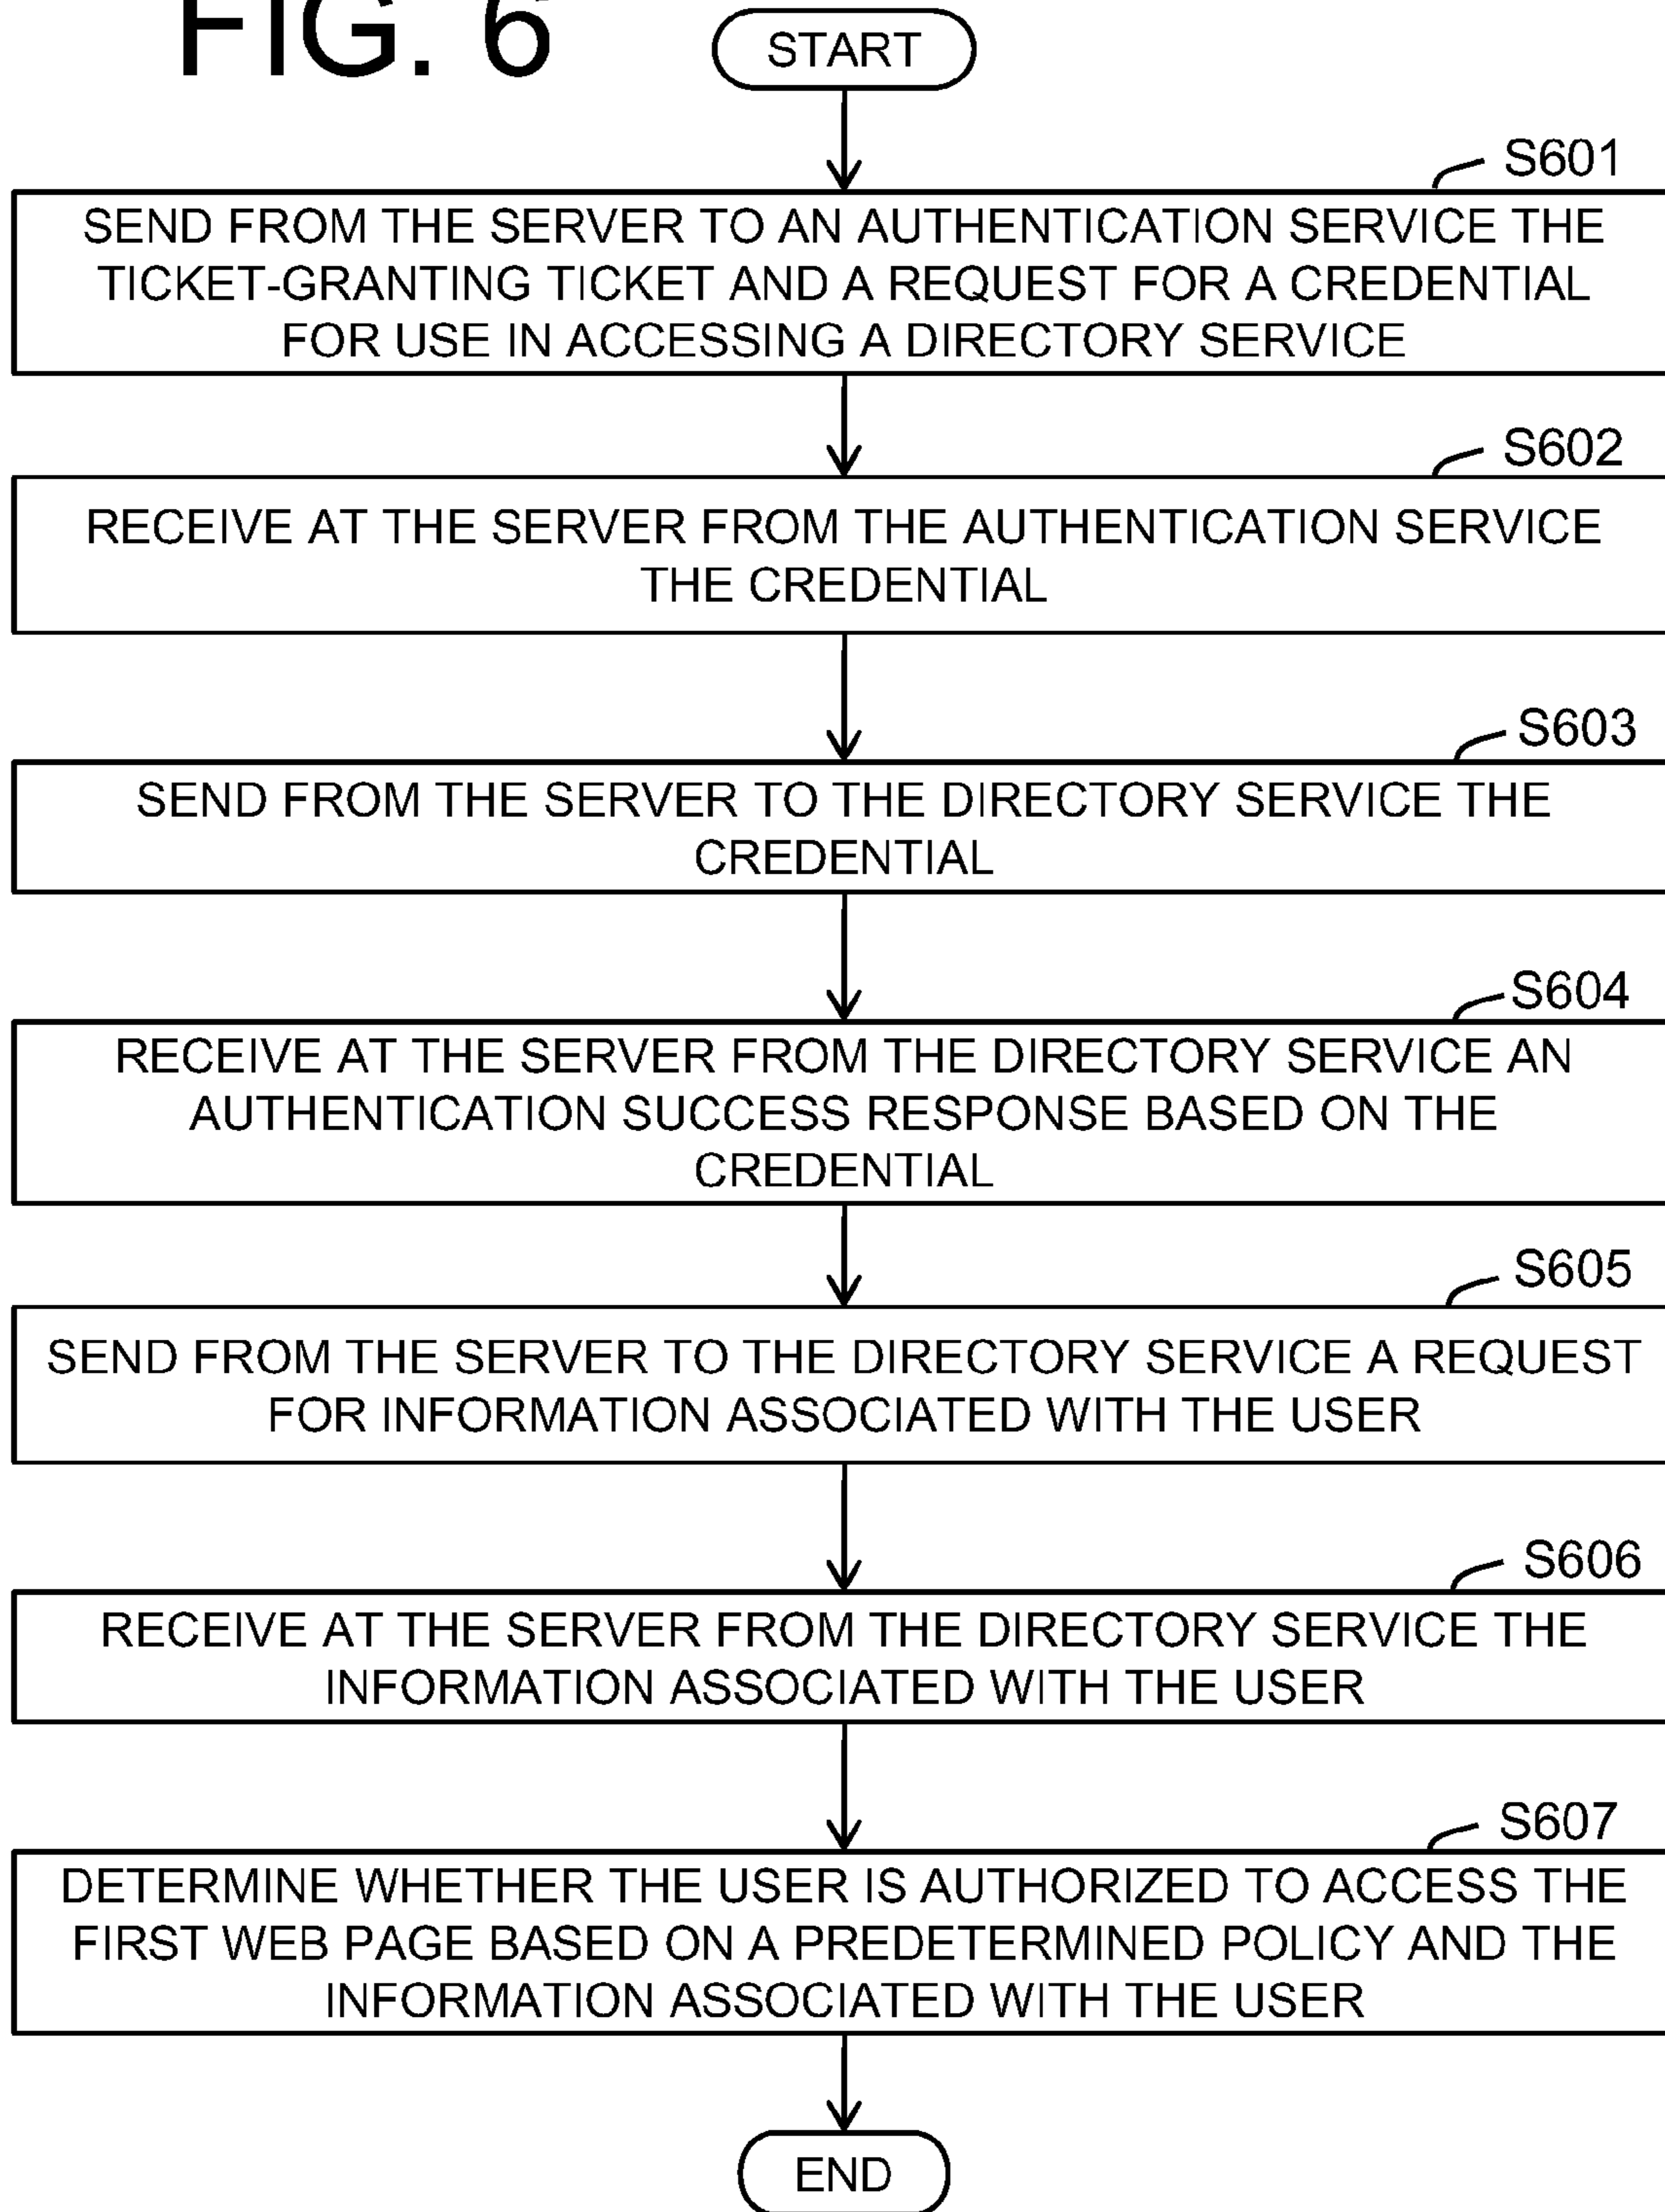 FIG. 6
START
S601
SEND FROM THE SERVER TO AN AUTHENTICATION SERVICE THE
TICKET-GRANTING TICKET AND A REQUEST FOR A CREDENTIAL
FOR USE IN ACCESSING A DIRECTORY SERVICE
S602
RECEIVE AT THE SERVER FROM THE AUTHENTICATION SERVICE
THE CREDENTIAL
S603
SEND FROM THE SERVER TO THE DIRECTORY SERVICE THE
CREDENTIAL
S604
RECEIVE AT THE SERVER FROM THE DIRECTORY SERVICE AN
AUTHENTICATION SUCCESS RESPONSE BASED ON THE
CREDENTIAL
S605
SEND FROM THE SERVER TO THE DIRECTORY SERVICE A REQUEST
FOR INFORMATION ASSOCIATED WITH THE USER
S606
RECEIVE AT THE SERVER FROM THE DIRECTORY SERVICE THE
INFORMATION ASSOCIATED WITH THE USER
S607
DETERMINE WHETHER THE USER IS AUTHORIZED TO ACCESS THE
FIRST WEB PAGE BASED ON A PREDETERMINED POLICY AND THE
INFORMATION ASSOCIATED WITH THE USER
END